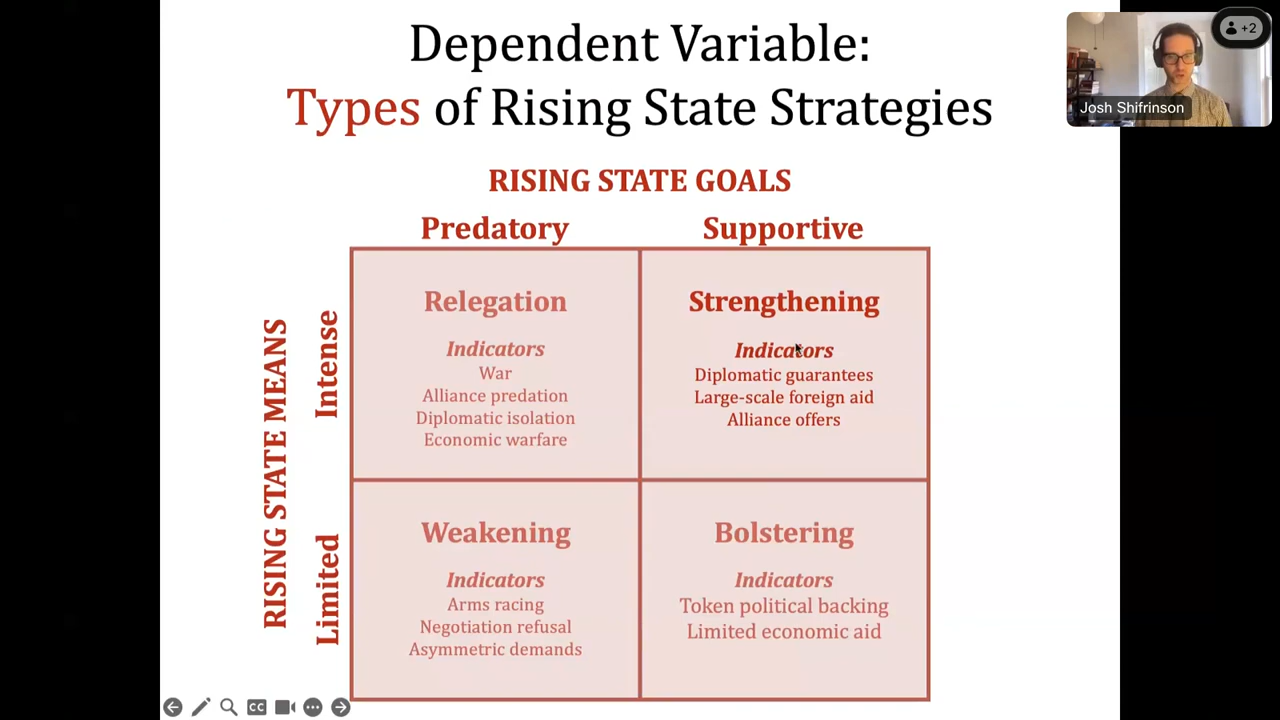 Dependent Variable:
Types of Rising State Strategies
+2
Josh Shifrinson
RISING STATE GOALS
Predatory
Supportive
RISING STATE MEANS
Intense
Limited
Relegation
Indicators
War
Alliance predation
Diplomatic isolation
Economic warfare
Strengthening
Indicators
Diplomatic guarantees
Large-scale foreign aid
Alliance offers
Weakening
Indicators
Arms racing
Negotiation refusal
Asymmetric demands
Bolstering
Indicators
Token political backing
Limited economic aid
CC